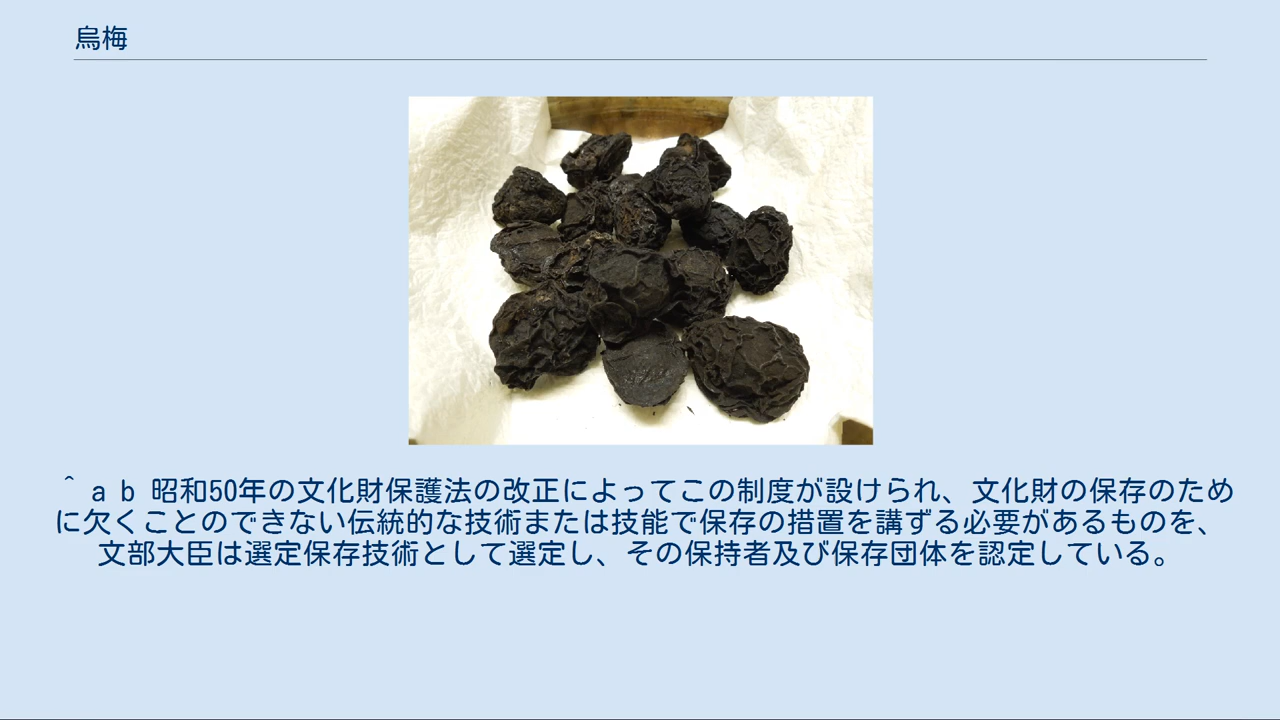 烏梅
^ a b 昭和50年の文化財保護法の改正によってこの制度が設けられ、文化財の保存のため
に欠くことのできない伝統的な技術または技能で保存の措置を講ずる必要があるものを、
文部大臣は選定保存技術として選定し、その保持者及び保存団体を認定している。